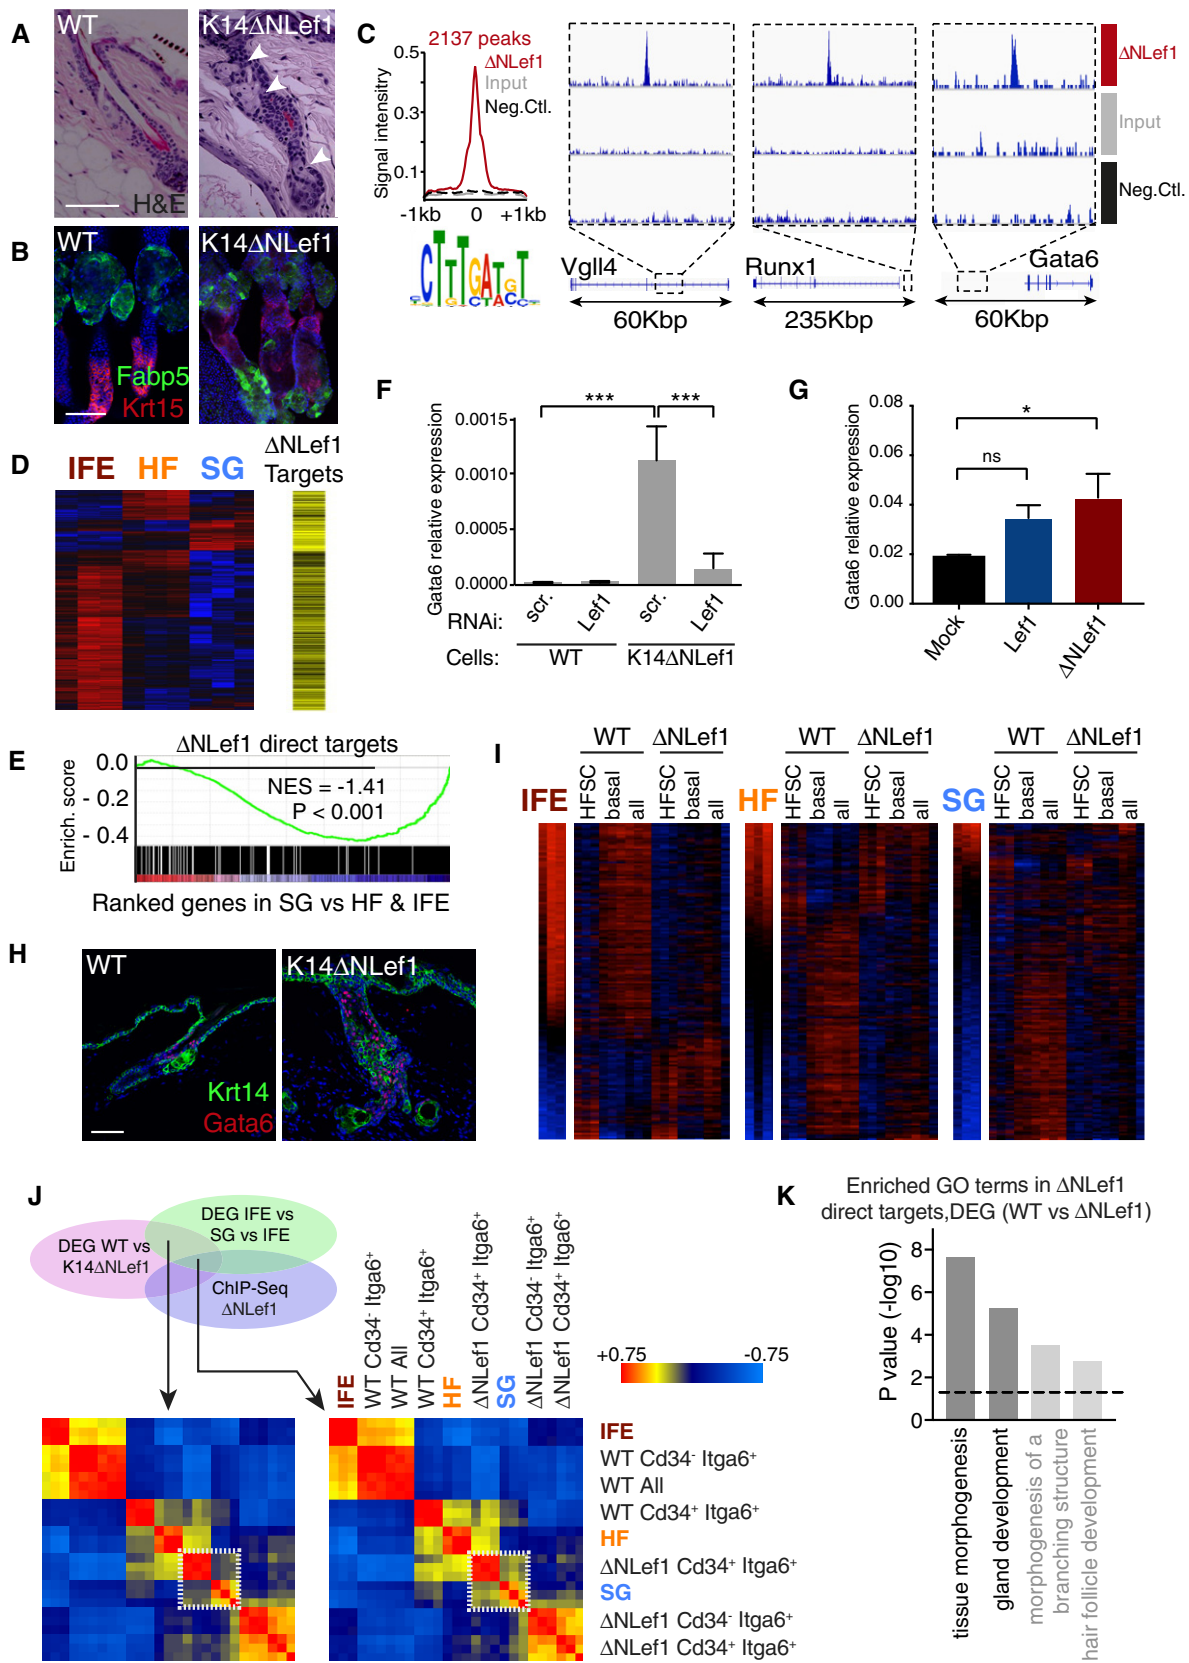 A
WT
K14ΔNLef1
H&E
B
WT
K14ΔNLef1
Fabp5
Krt15
C
2137 peaks
ΔNLef1
Input
Neg.Ctl.
Signal intensitry
0.5
0.3
0.1
-1kb 0 +1kb
CTTTGATGT
ΔNLef1
Input
Neg.Ctl.
Vgll4
Runx1
Gata6
60Kbp
235Kbp
60Kbp
D
IFE HF SG
ΔNLef1
Targets
E
ΔNLef1 direct targets
Enrich. score
0.0
- 0.2
- 0.4
NES = -1.41
P < 0.001
Ranked genes in SG vs HF & IFE
F
Gata6 relative expression
0.0015
0.0010
0.0005
0.0000
*** ***
RNAi:
scr.
Lef1
scr.
Lef1
Cells:
WT
K14ΔNLef1
G
Gata6 relative expression
0.08
0.06
0.04
0.02
0.00
*
ns
Mock
Lef1
ΔNLef1
H
WT
K14ΔNLef1
Krt14
Gata6
I
IFE
WT ΔNLef1
HFSC
basal
all
HFSC
basal
all
HF
WT ΔNLef1
HFSC
basal
all
HFSC
basal
all
SG
WT ΔNLef1
HFSC
basal
all
HFSC
basal
all
J
DEG IFE vs
SG vs IFE
DEG WT vs
K14ΔNLef1
ChIP-Seq
ΔNLef1
IFE
WT Cd34- Itga6+
WT All
WT Cd34+ Itga6+
HF
ΔNLef1 Cd34+ Itga6+
SG
ΔNLef1 Cd34- Itga6+
ΔNLef1 Cd34+ Itga6+
+0.75 -0.75
IFE
WT Cd34- Itga6+
WT All
WT Cd34+ Itga6+
HF
ΔNLef1 Cd34+ Itga6+
SG
ΔNLef1 Cd34- Itga6+
ΔNLef1 Cd34+ Itga6+
K
Enriched GO terms in ΔNLef1
direct targets,DEG (WT vs ΔNLef1)
P value (-log10)
8
6
4
2
0
tissue morphogenesis
gland development
morphogenesis of a
branching structure
hair follicle development